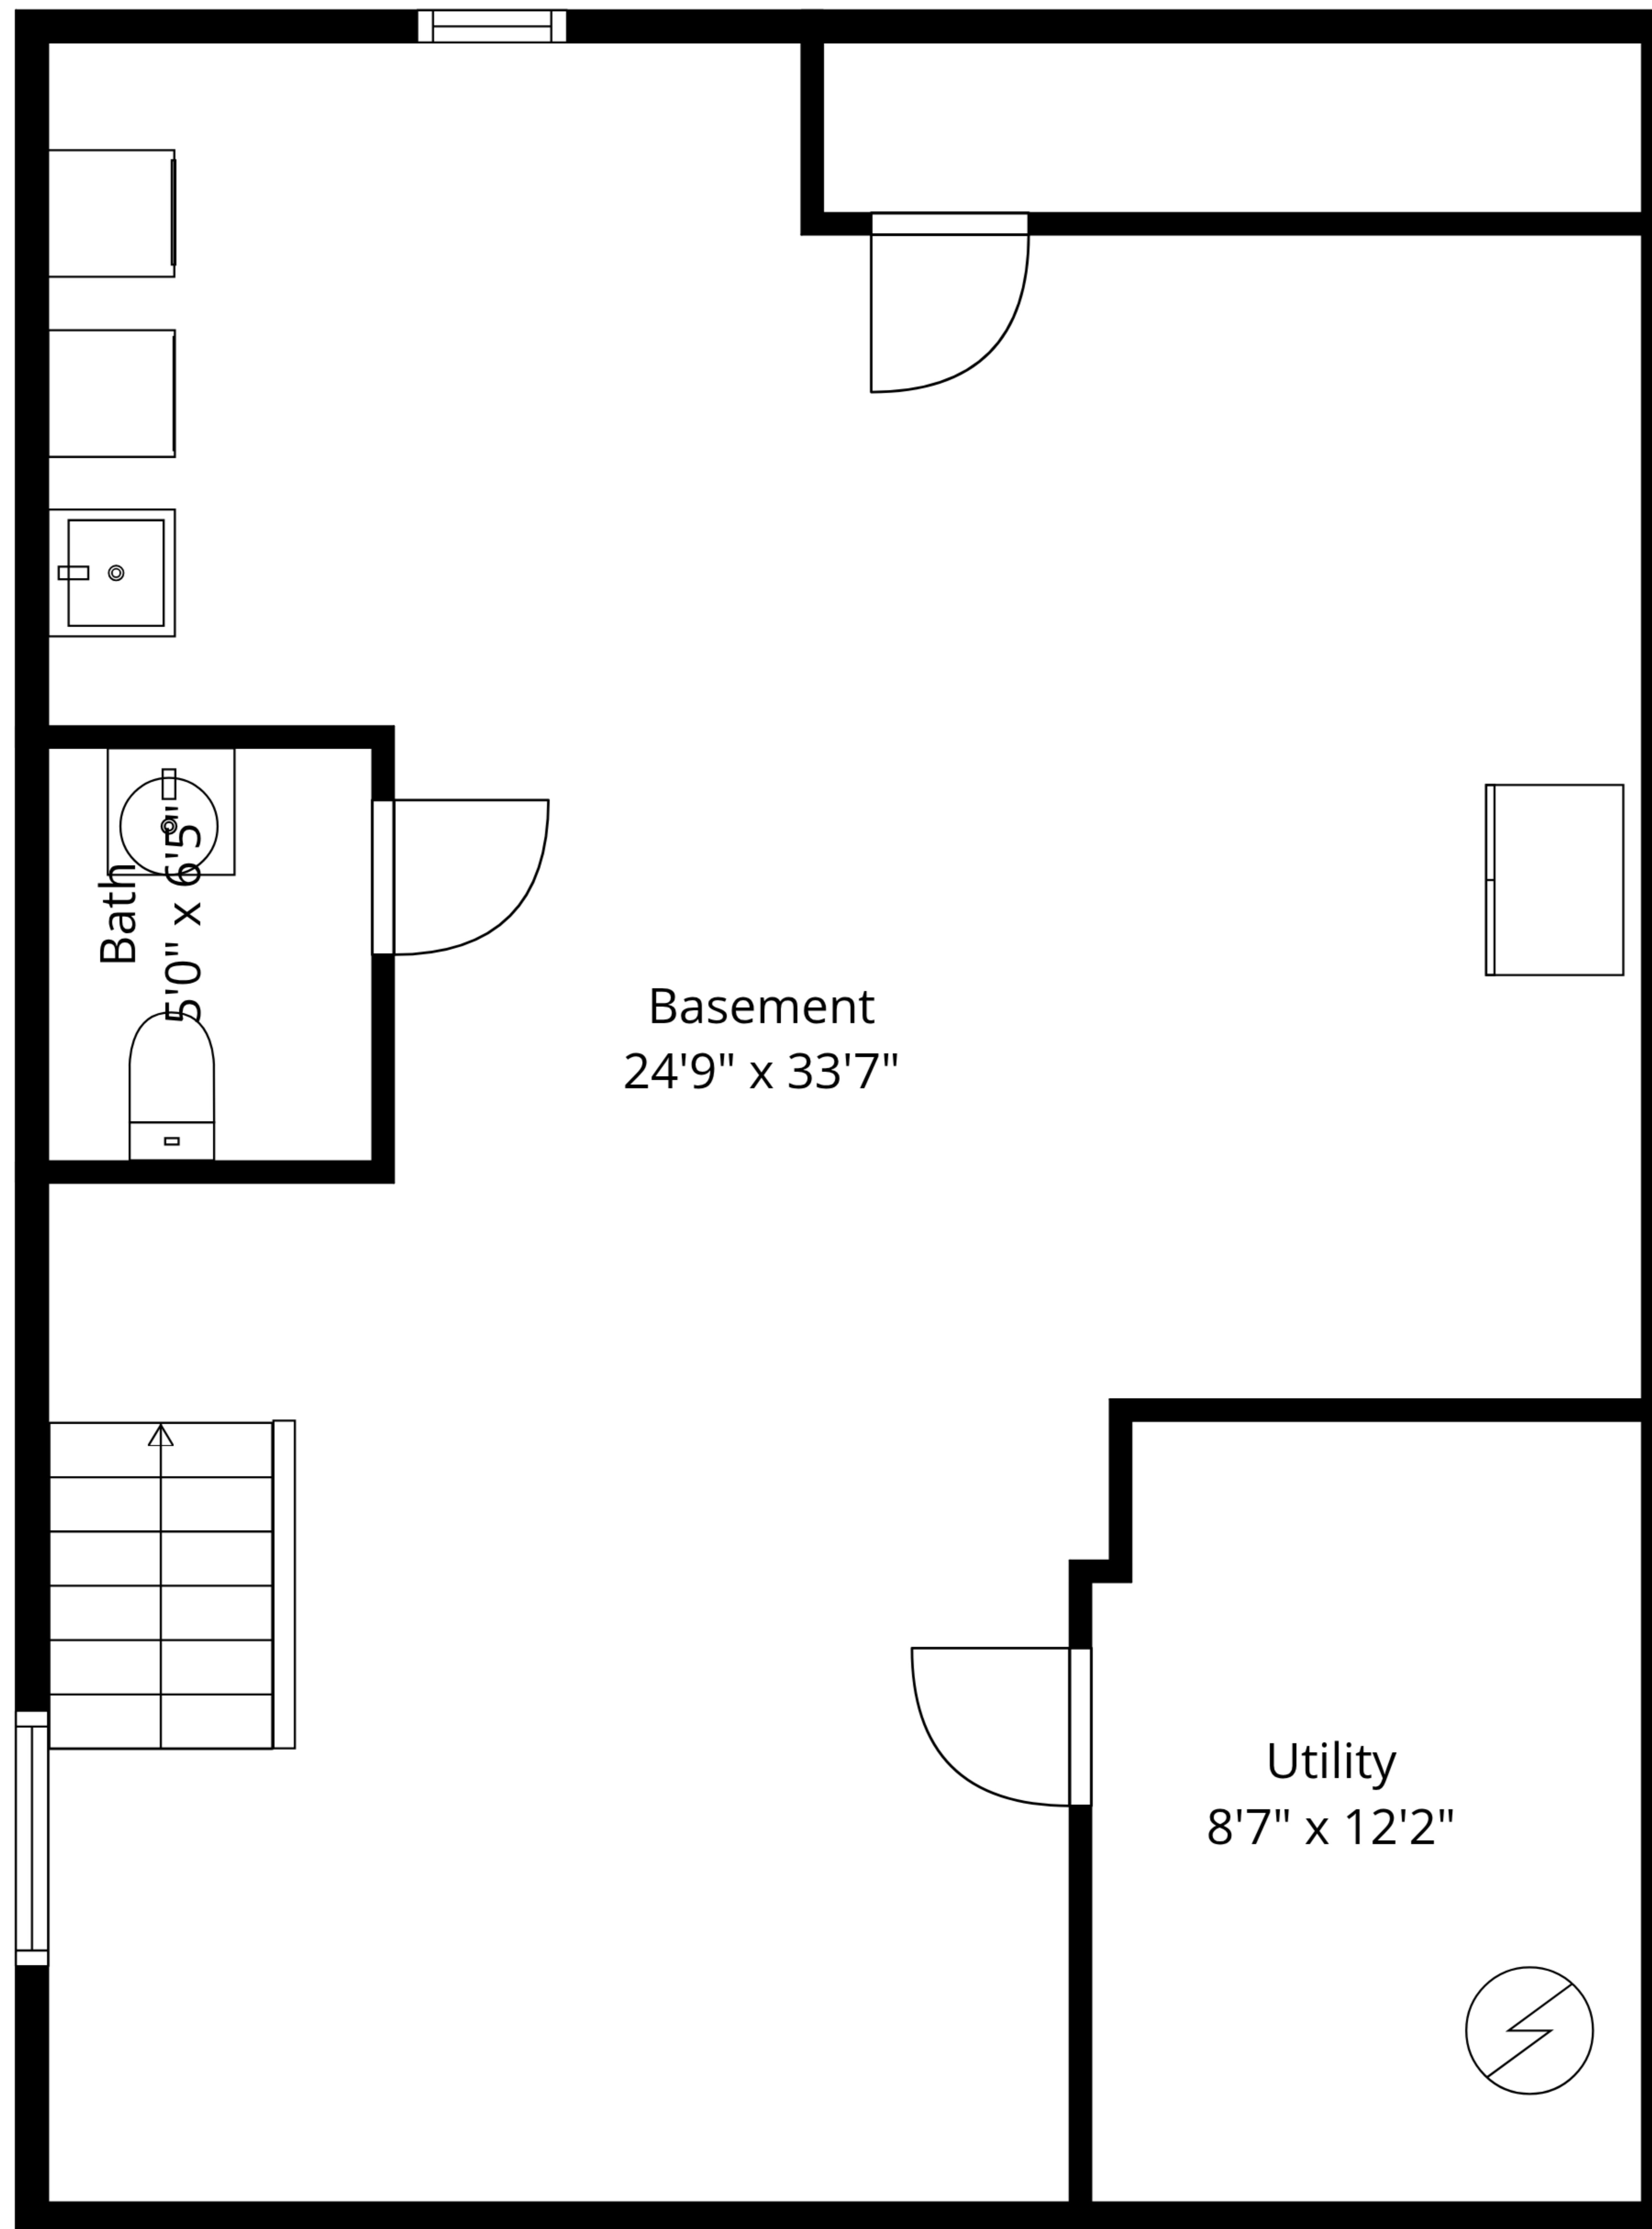 Bath
5'0" x 6'5"
Basement
24'9" x 33'7"
Utility
8'7" x 12'2"